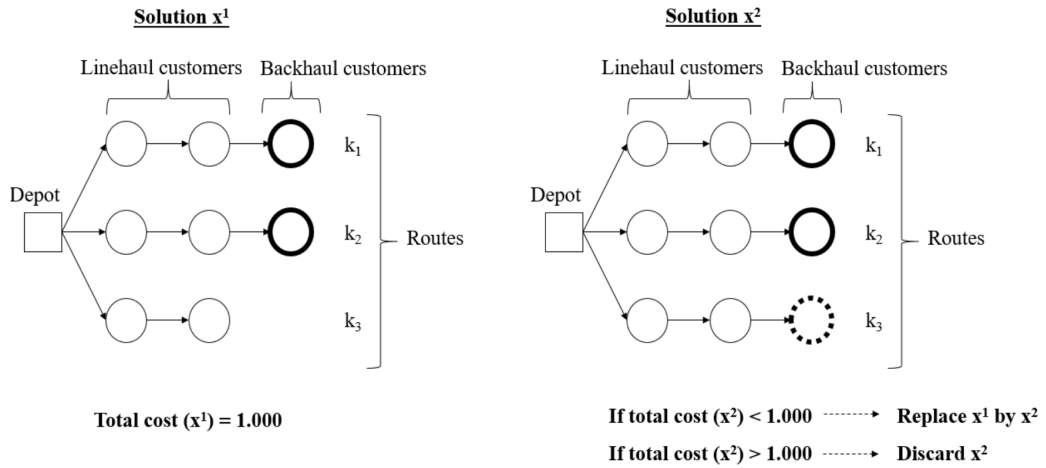 Solution x¹
Linehaul customers Backhaul customers
k₁
Depot
k₂ Routes
k₃
Total cost (x¹) = 1.000
Solution x²
Linehaul customers Backhaul customers
k₁
Depot
k₂ Routes
k₃
If total cost (x²) < 1.000 Replace x¹ by x²
If total cost (x²) > 1.000 Discard x²